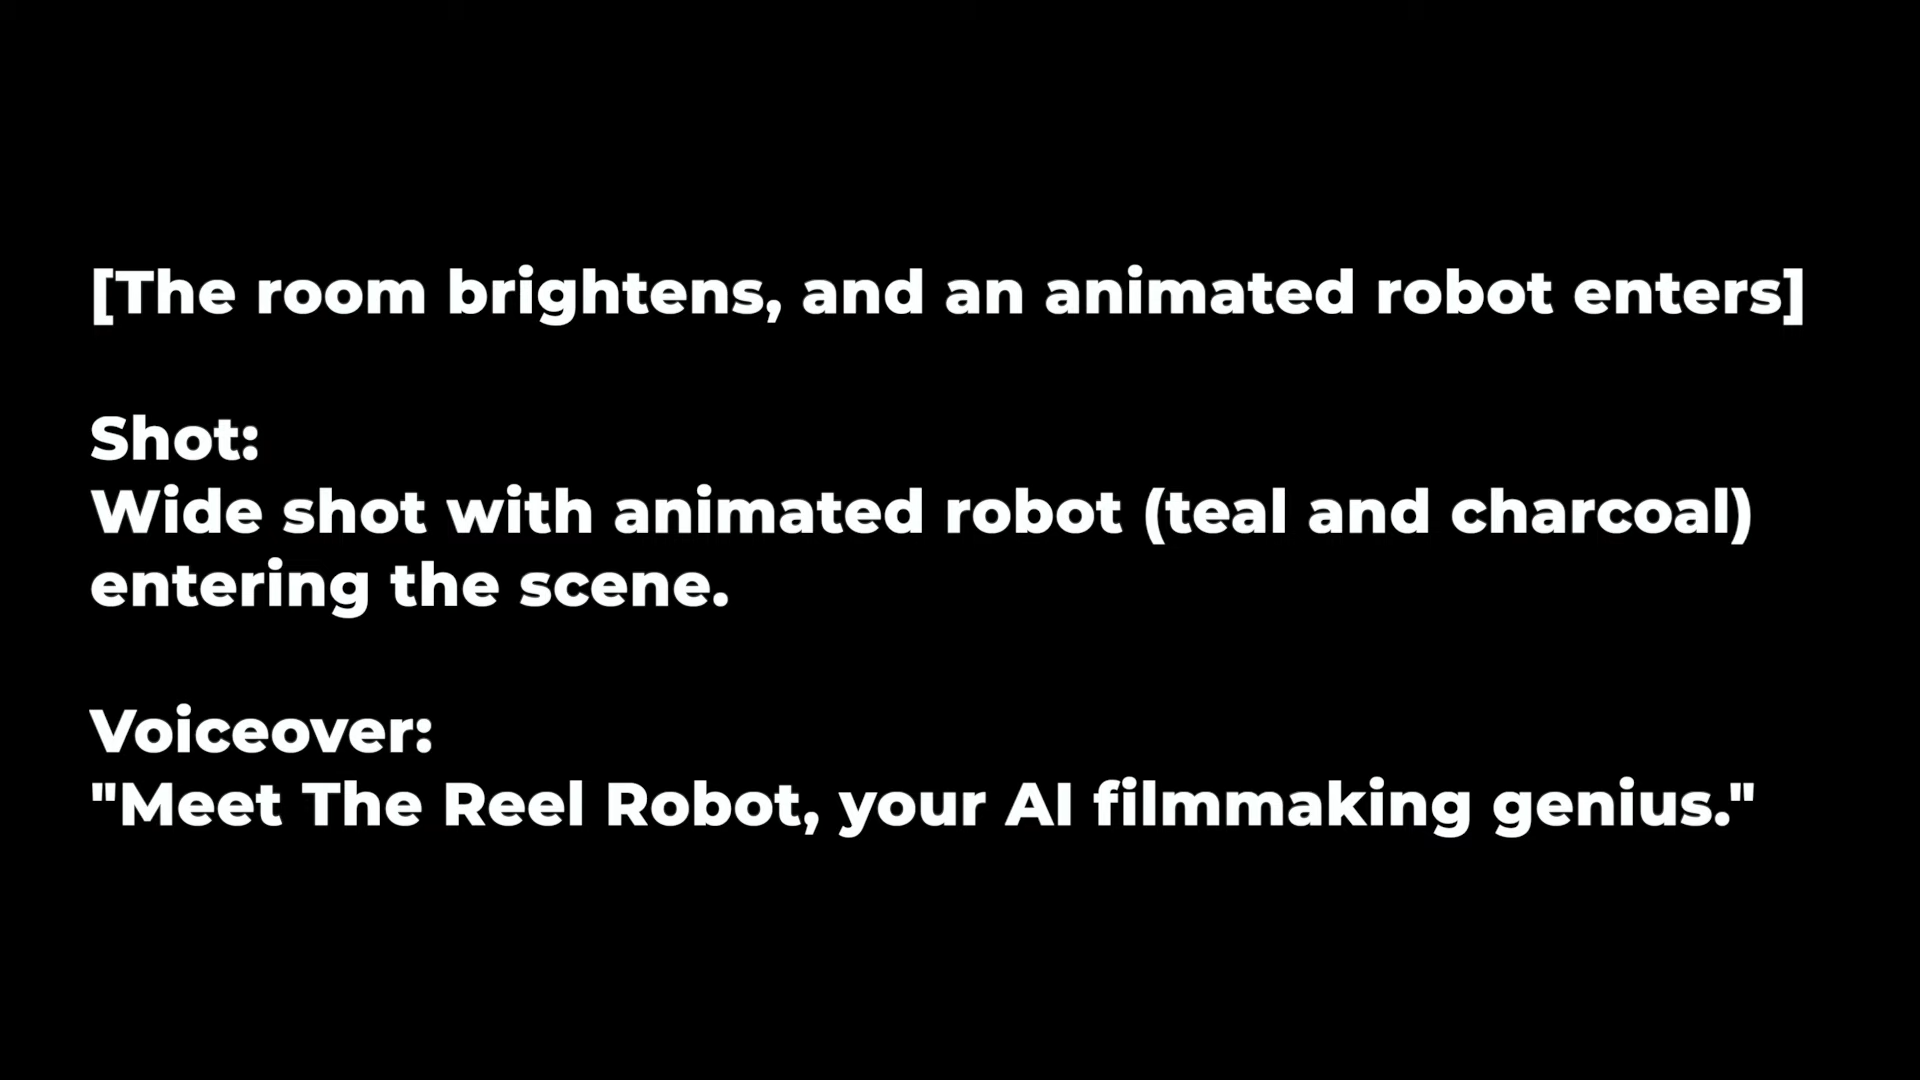 [The room brightens, and an animated robot enters]
Shot:
Wide shot with animated robot (teal and charcoal)
entering the scene.
Voiceover:
"Meet The Reel Robot, your AI filmmaking genius."